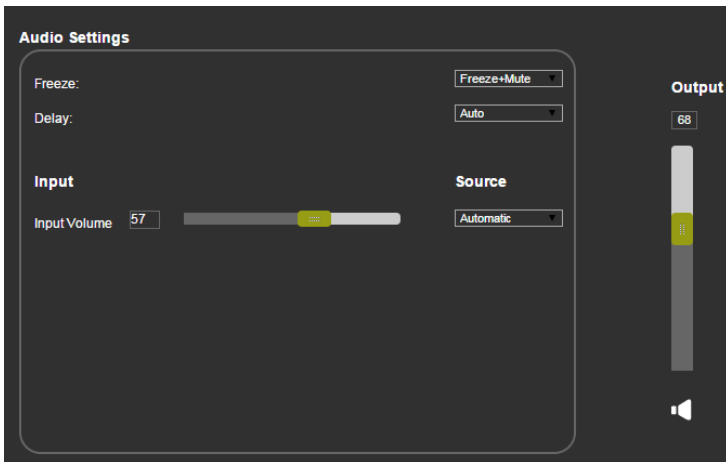 Audio Settings
Freeze:
Freeze+Mute
Delay:
Auto
Input
Source
Input Volume
57
Automatic
Output
68